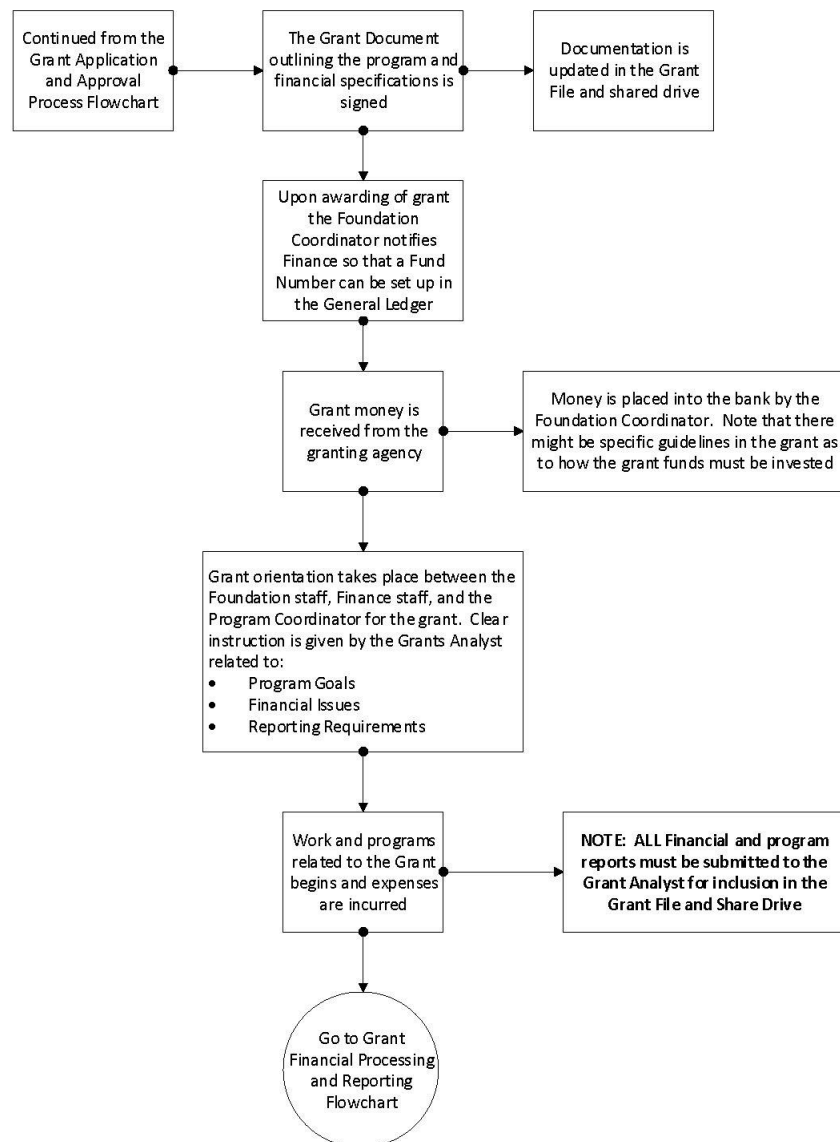 Continued from the
Grant Application
and Approval
Process Flowchart
The Grant Document
outlining the program and
financial specifications is
signed
Documentation is
updated in the Grant
File and shared drive
Upon awarding of grant
the Foundation
Coordinator notifies
Finance so that a Fund
Number can be set up in
the General Ledger
Grant money is
received from the
granting agency
Money is placed into the bank by the
Foundation Coordinator.  Note that there
might be specific guidelines in the grant as
to how the grant funds must be invested
Grant orientation takes place between the
Foundation staff, Finance staff, and the
Program Coordinator for the grant.  Clear
instruction is given by the Grants Analyst
related to:
• Program Goals
• Financial Issues
• Reporting Requirements
Work and programs
related to the Grant
begins and expenses
are incurred
NOTE:  ALL Financial and program
reports must be submitted to the
Grant Analyst for inclusion in the
Grant File and Share Drive
Go to Grant
Financial Processing
and Reporting
Flowchart